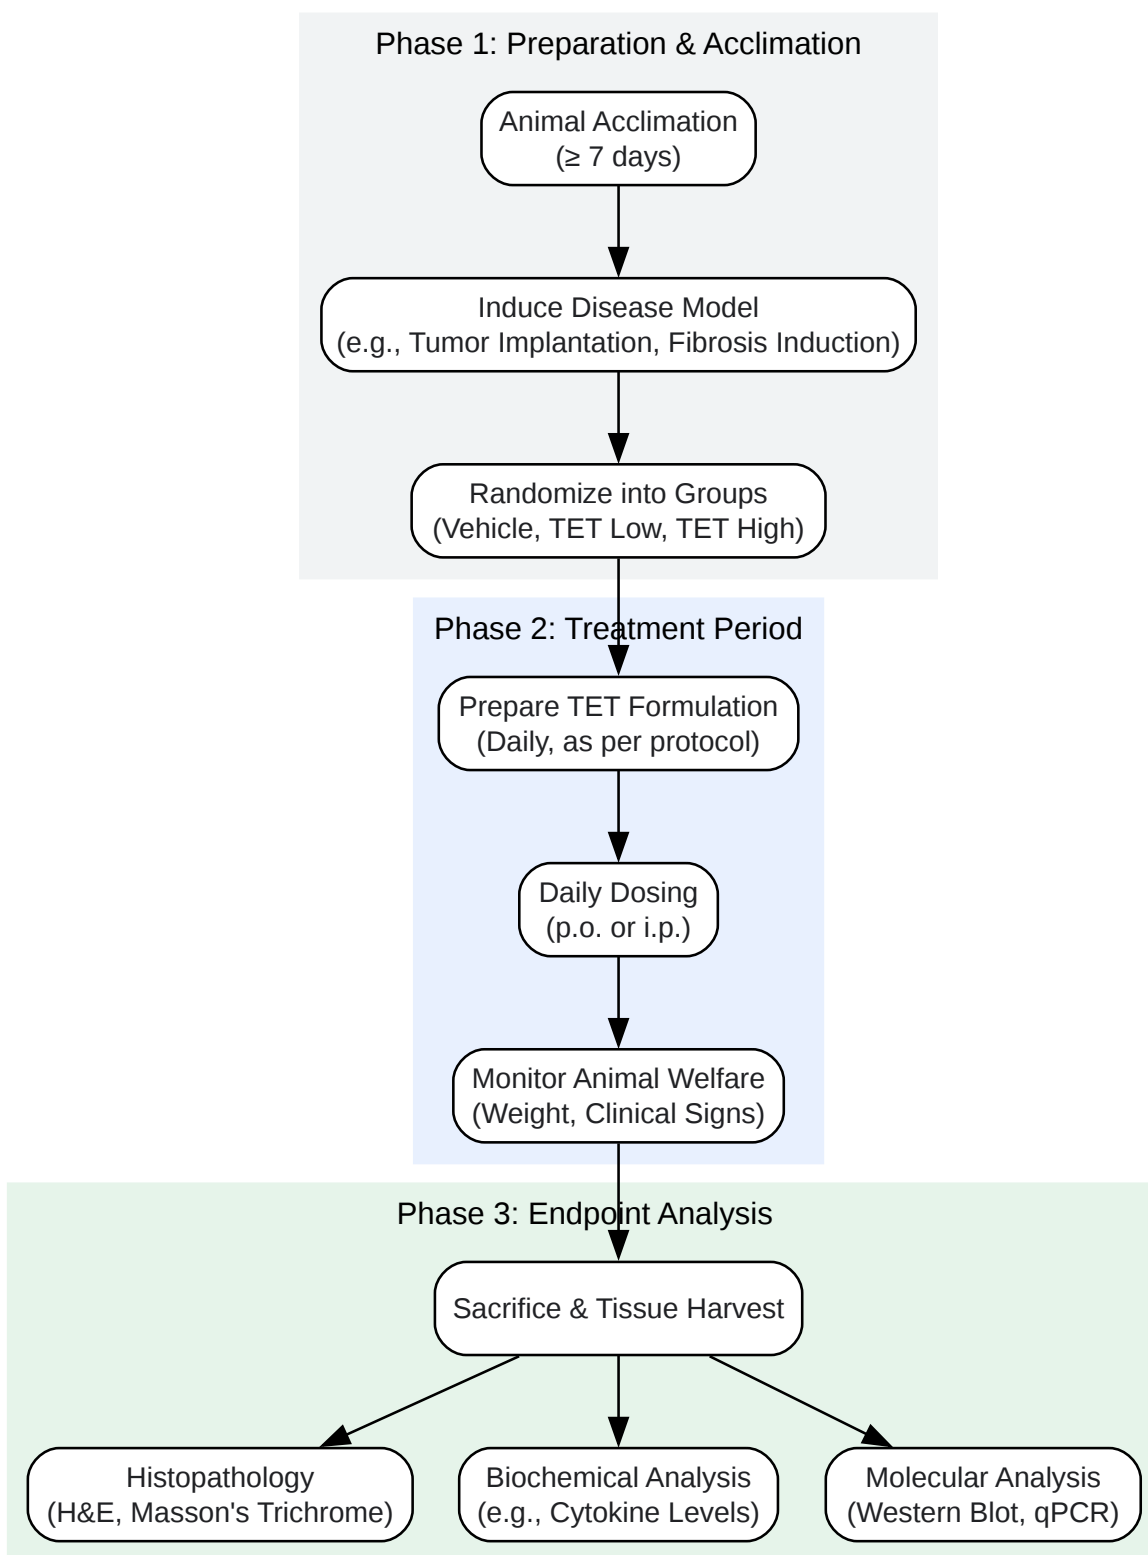 Phase 1: Preparation & Acclimation
Animal Acclimation
(≥ 7 days)
Induce Disease Model
(e.g., Tumor Implantation, Fibrosis Induction)
Randomize into Groups
(Vehicle, TET Low, TET High)
Phase 2: Treatment Period
Prepare TET Formulation
(Daily, as per protocol)
Daily Dosing
(p.o. or i.p.)
Monitor Animal Welfare
(Weight, Clinical Signs)
Phase 3: Endpoint Analysis
Sacrifice & Tissue Harvest
Histopathology
(H&E, Masson's Trichrome)
Biochemical Analysis
(e.g., Cytokine Levels)
Molecular Analysis
(Western Blot, qPCR)